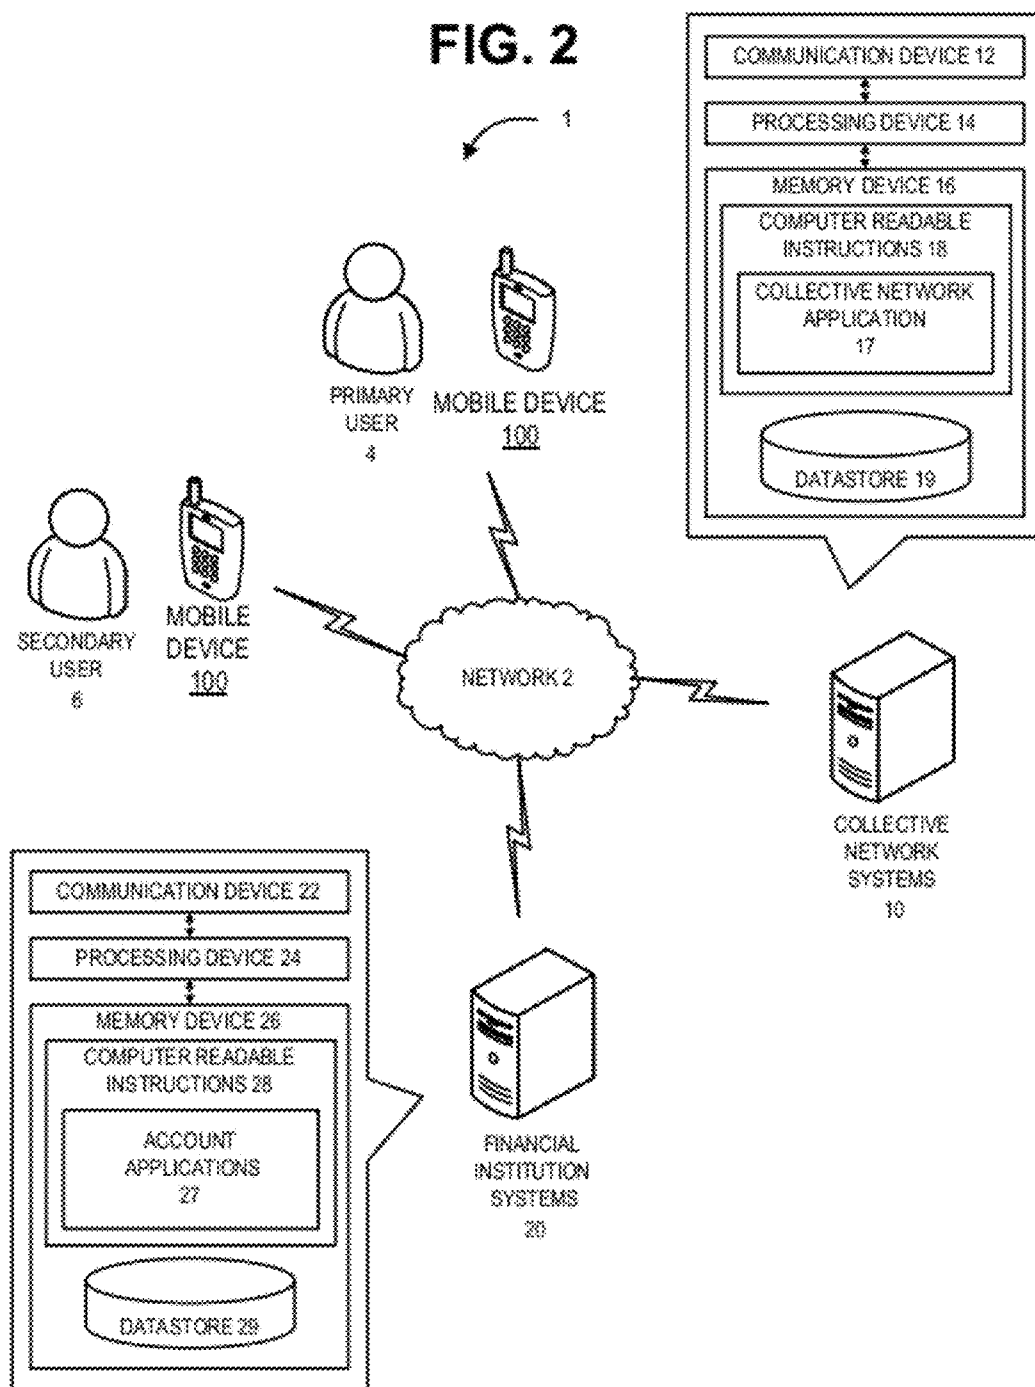 FIG. 2
1
COMMUNICATION DEVICE 12
PROCESSING DEVICE 14
MEMORY DEVICE 16
COMPUTER READABLE
INSTRUCTIONS 18
COLLECTIVE NETWORK
APPLICATION
17
DATASTORE 19
PRIMARY
USER
4
MOBILE DEVICE
100
SECONDARY
USER
6
MOBILE
DEVICE
100
NETWORK 2
COLLECTIVE
NETWORK
SYSTEMS
10
COMMUNICATION DEVICE 22
PROCESSING DEVICE 24
MEMORY DEVICE 26
COMPUTER READABLE
INSTRUCTIONS 28
ACCOUNT
APPLICATIONS
27
DATASTORE 29
FINANCIAL
INSTITUTION
SYSTEMS
20